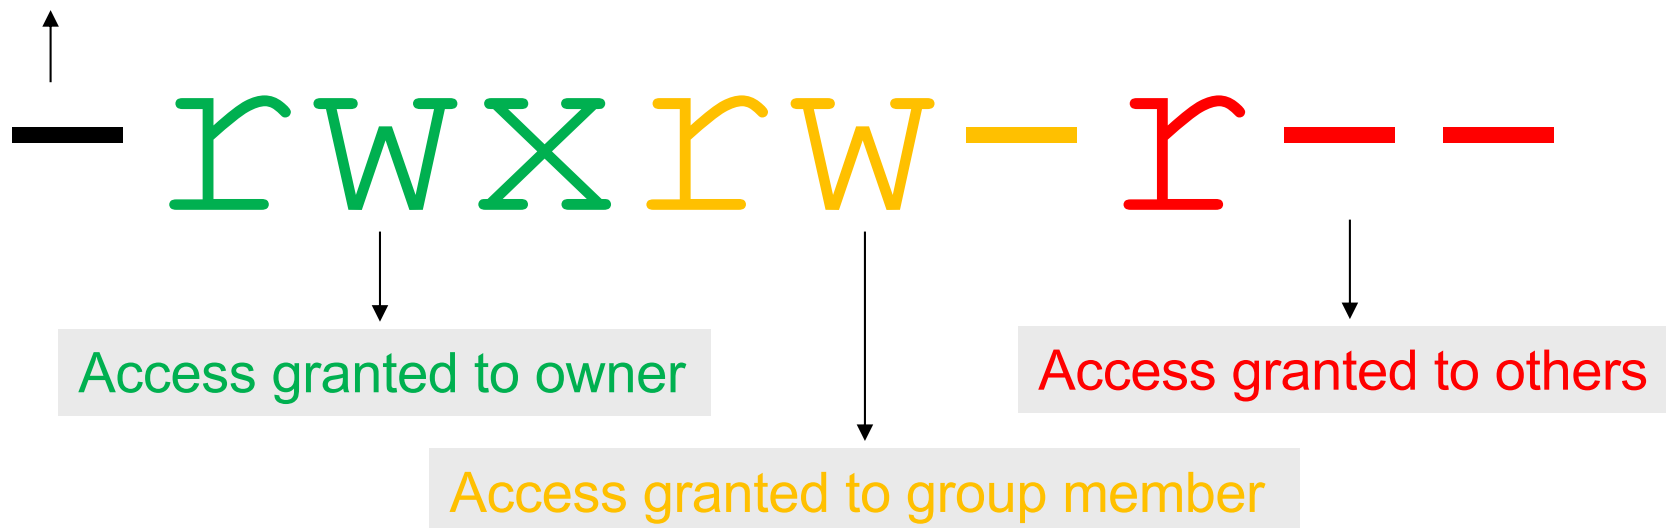 -rwxrw-r--
Access granted to owner
Access granted to others
Access granted to group member